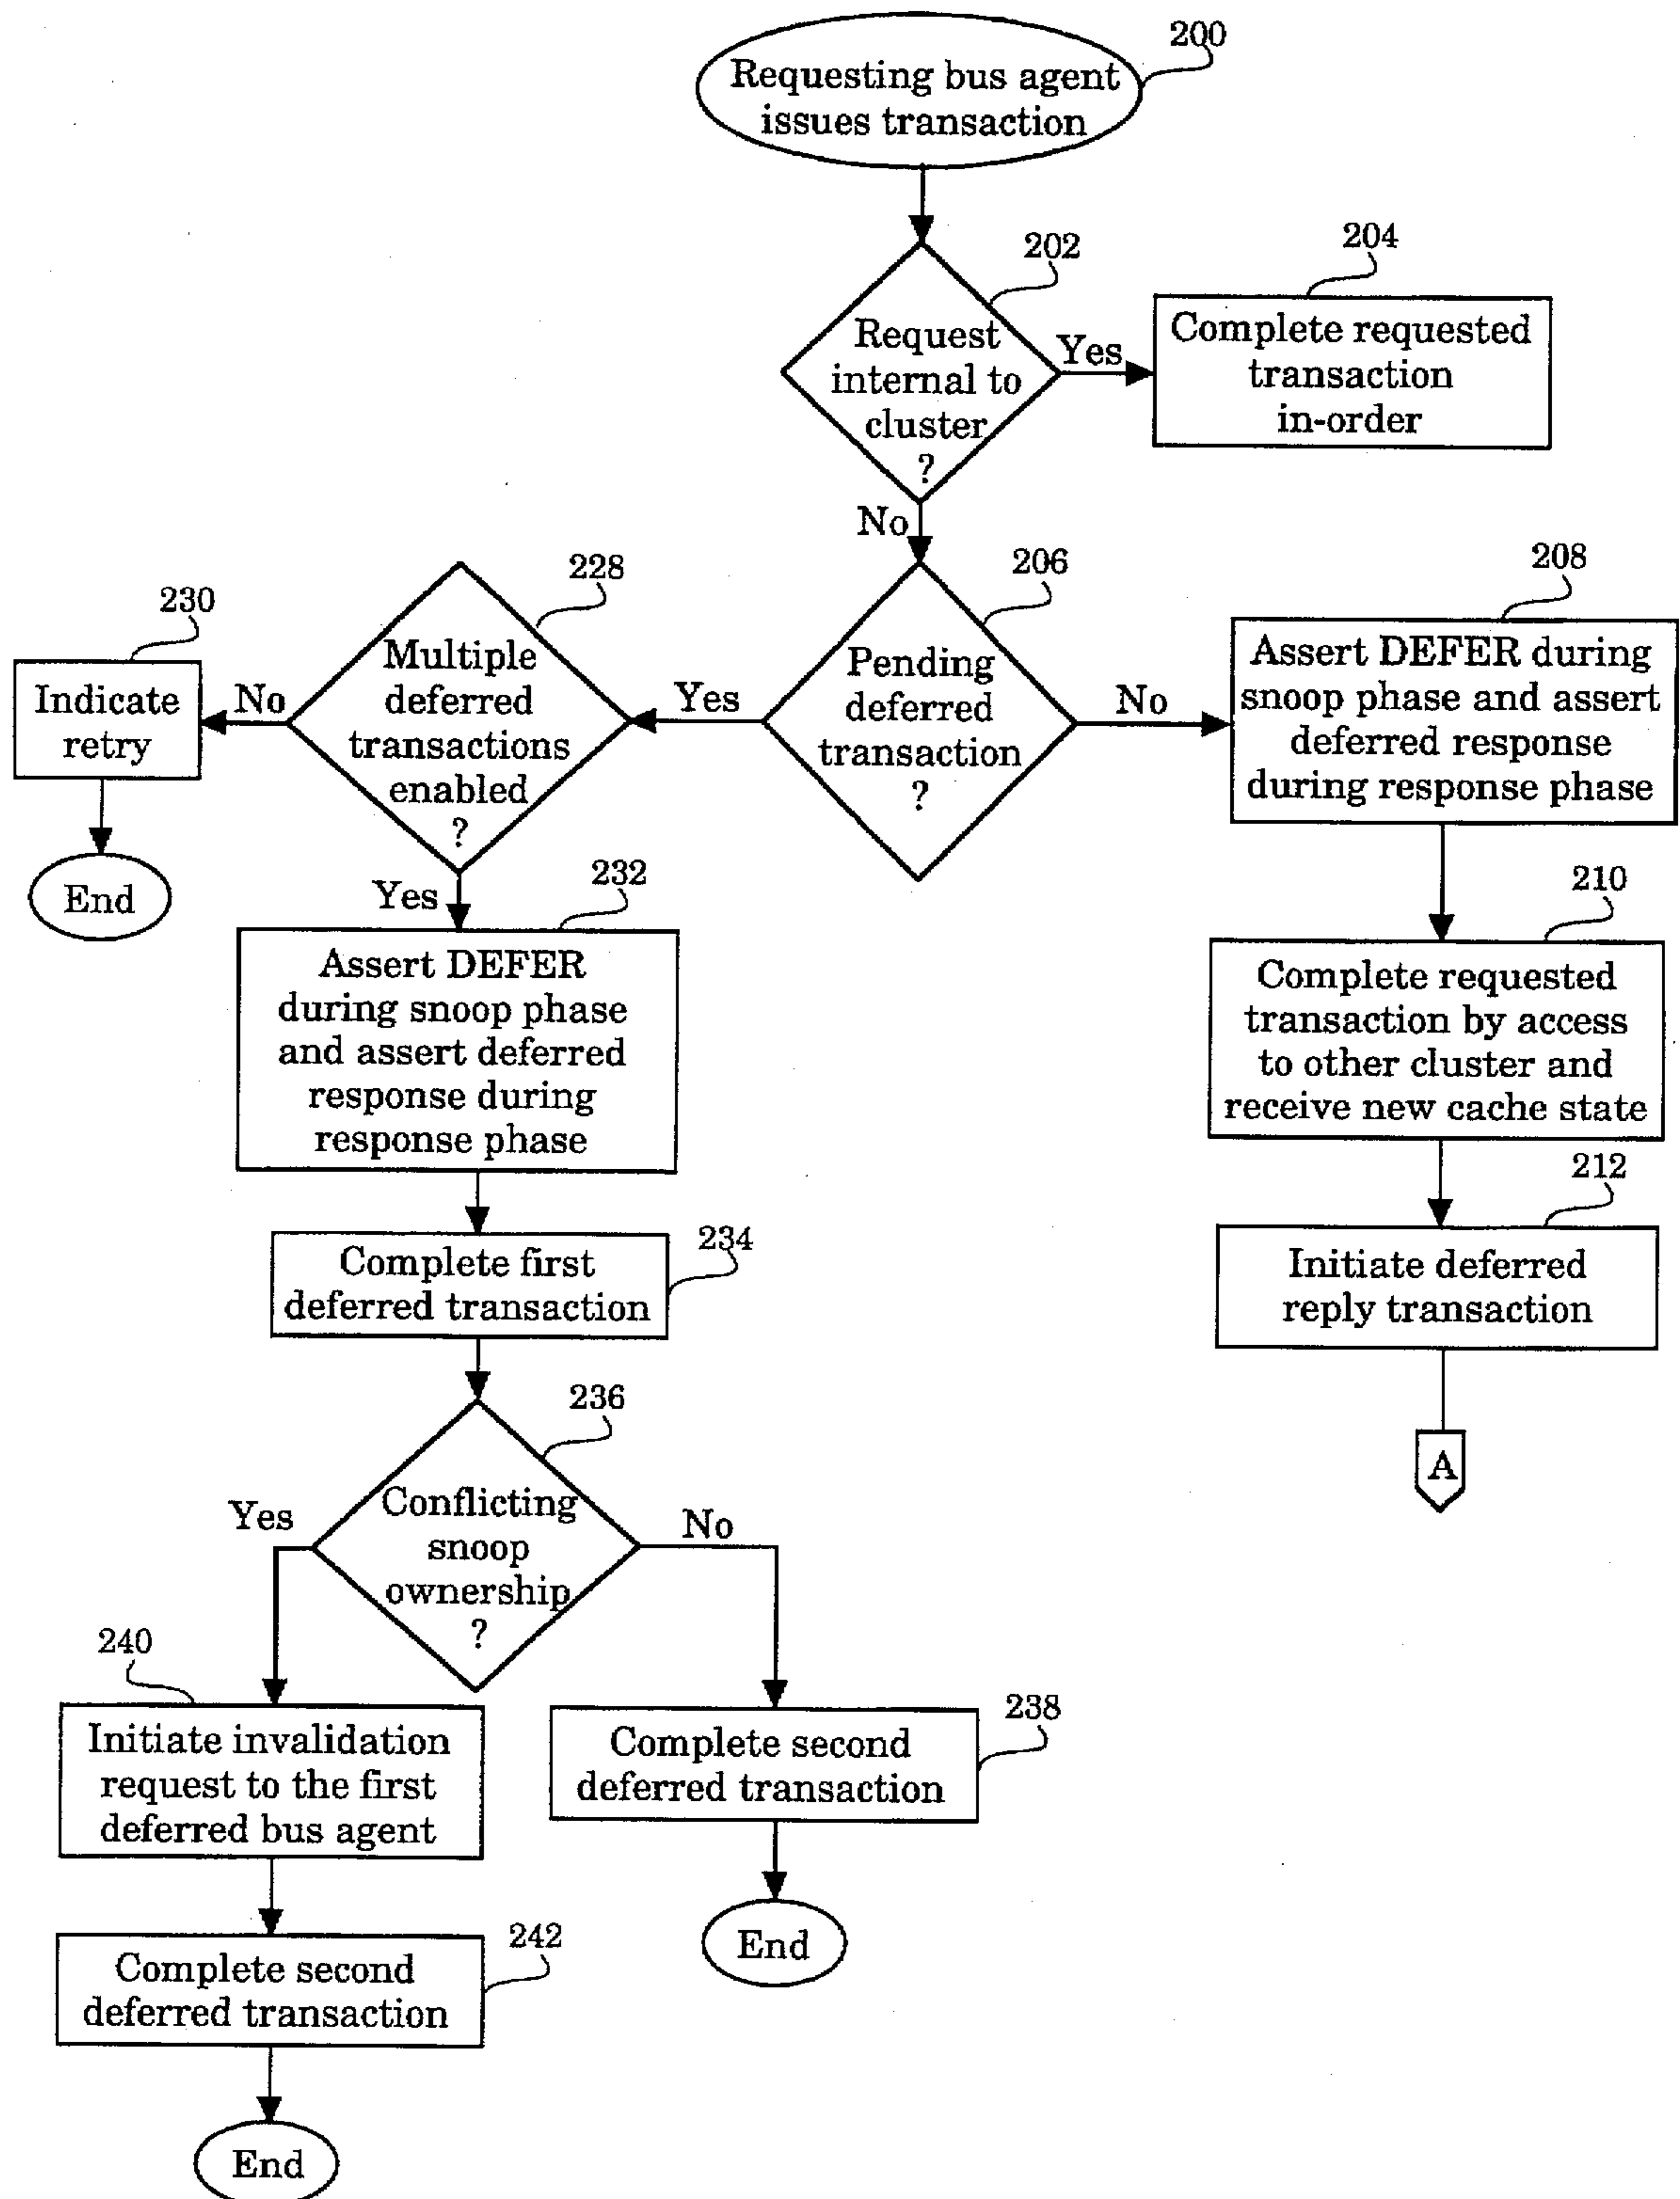 200
Requesting bus agent
issues transaction
202
Request
internal to
cluster
?
Yes
204
Complete requested
transaction
in-order
No
206
Pending
deferred
transaction
?
No
208
Assert DEFER during
snoop phase and assert
deferred response
during response phase
210
Complete requested
transaction by access
to other cluster and
receive new cache state
212
Initiate deferred
reply transaction
A
Yes
228
Multiple
deferred
transactions
enabled
?
No
230
Indicate
retry
End
Yes
232
Assert DEFER
during snoop phase
and assert deferred
response during
response phase
234
Complete first
deferred transaction
236
Conflicting
snoop
ownership
?
No
238
Complete second
deferred transaction
End
Yes
240
Initiate invalidation
request to the first
deferred bus agent
242
Complete second
deferred transaction
End